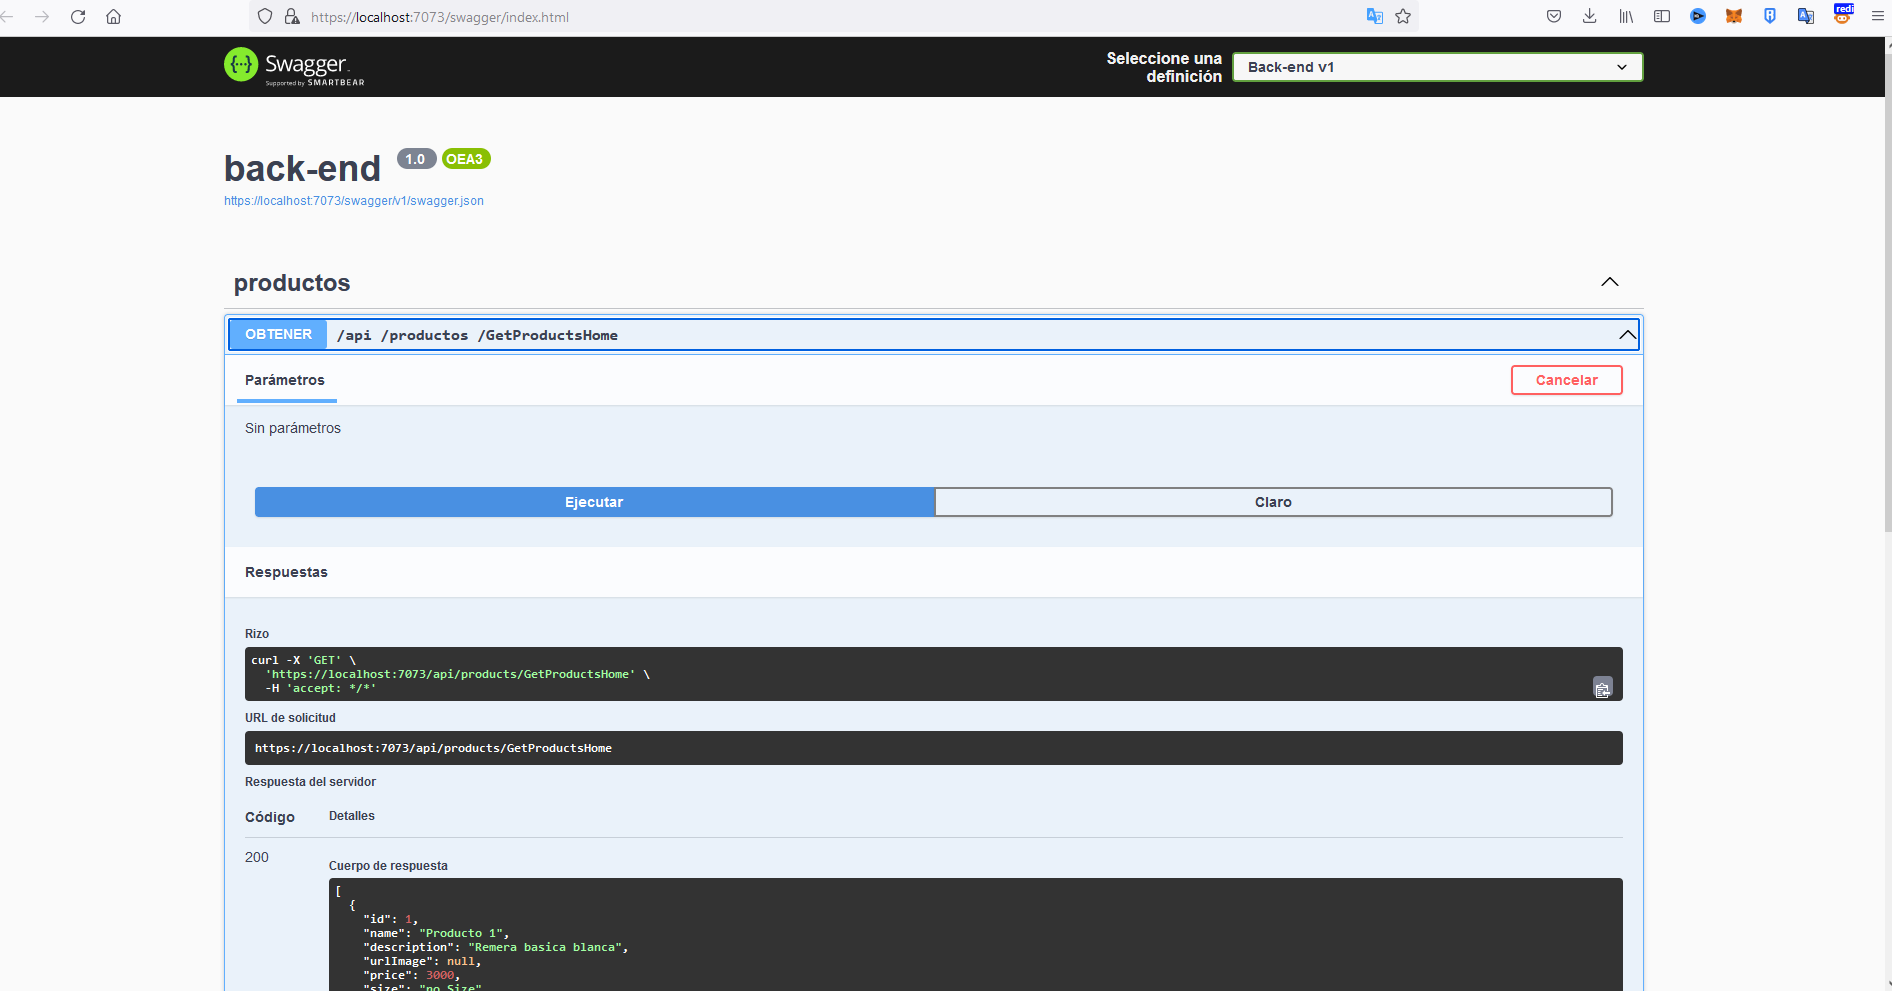 https://localhost:7073/swagger/index.html
redi
Swagger.
Supported by SMARTBEAR
Seleccione una
definición
Back-end v1
back-end
1.0
OEA3
https://localhost:7073/swagger/v1/swagger.json
productos
OBTENER
/api /productos /GetProductsHome
Parámetros
Cancelar
Sin parámetros
Ejecutar
Claro
Respuestas
Rizo
curl -X 'GET' \
'https://localhost:7073/api/products/GetProductsHome' \
-H 'accept: */*'
URL de solicitud
https://localhost:7073/api/products/GetProductsHome
Respuesta del servidor
Código
Detalles
200
Cuerpo de respuesta
[
{
"id": 1,
"name": "Producto 1",
"description": "Remera basica blanca",
"urlImage": null,
"price": 3000,
"size": "no Size"